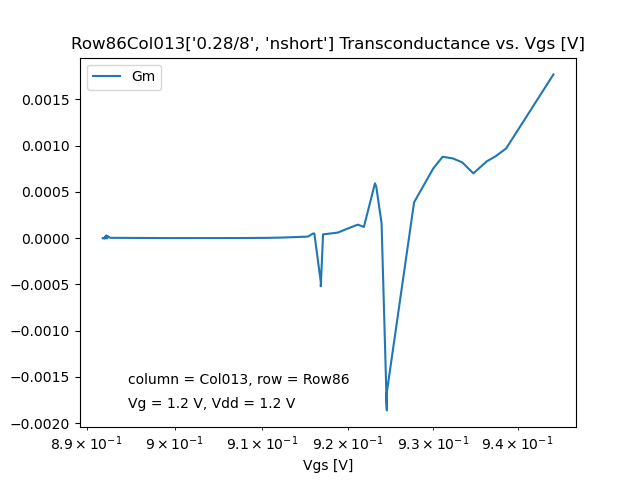 Row86Col013['0.28/8', 'nshort'] Transconductance vs. Vgs [V]
Gm
0.0015
0.0010
0.0005
0.0000
−0.0005
−0.0010
−0.0015
−0.0020
column = Col013, row = Row86
Vg = 1.2 V, Vdd = 1.2 V
8.9 × 10⁻¹ 9 × 10⁻¹ 9.1 × 10⁻¹ 9.2 × 10⁻¹ 9.3 × 10⁻¹ 9.4 × 10⁻¹
Vgs [V]